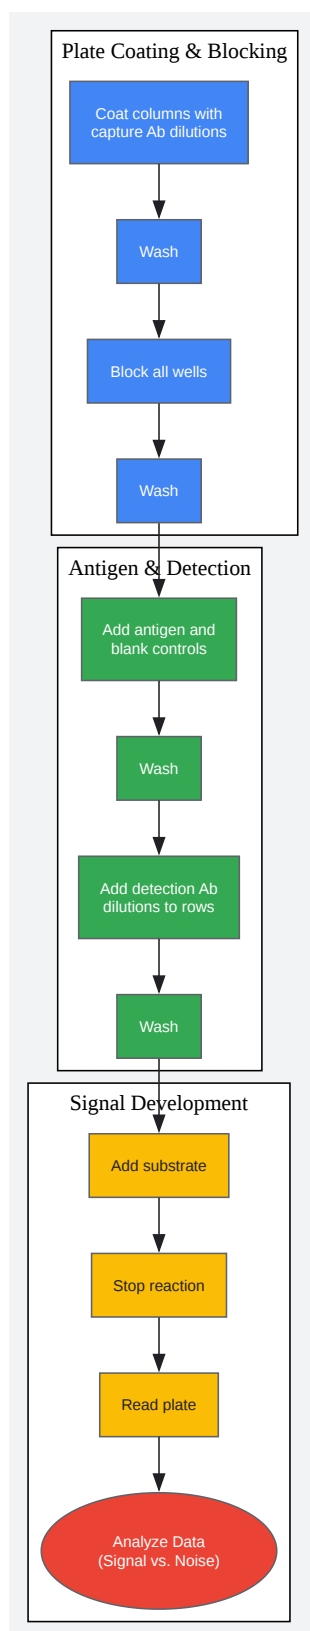 Plate Coating & Blocking
Coat columns with
capture Ab dilutions
Wash
Block all wells
Wash
Antigen & Detection
Add antigen and
blank controls
Wash
Add detection Ab
dilutions to rows
Wash
Signal Development
Add substrate
Stop reaction
Read plate
Analyze Data
(Signal vs. Noise)